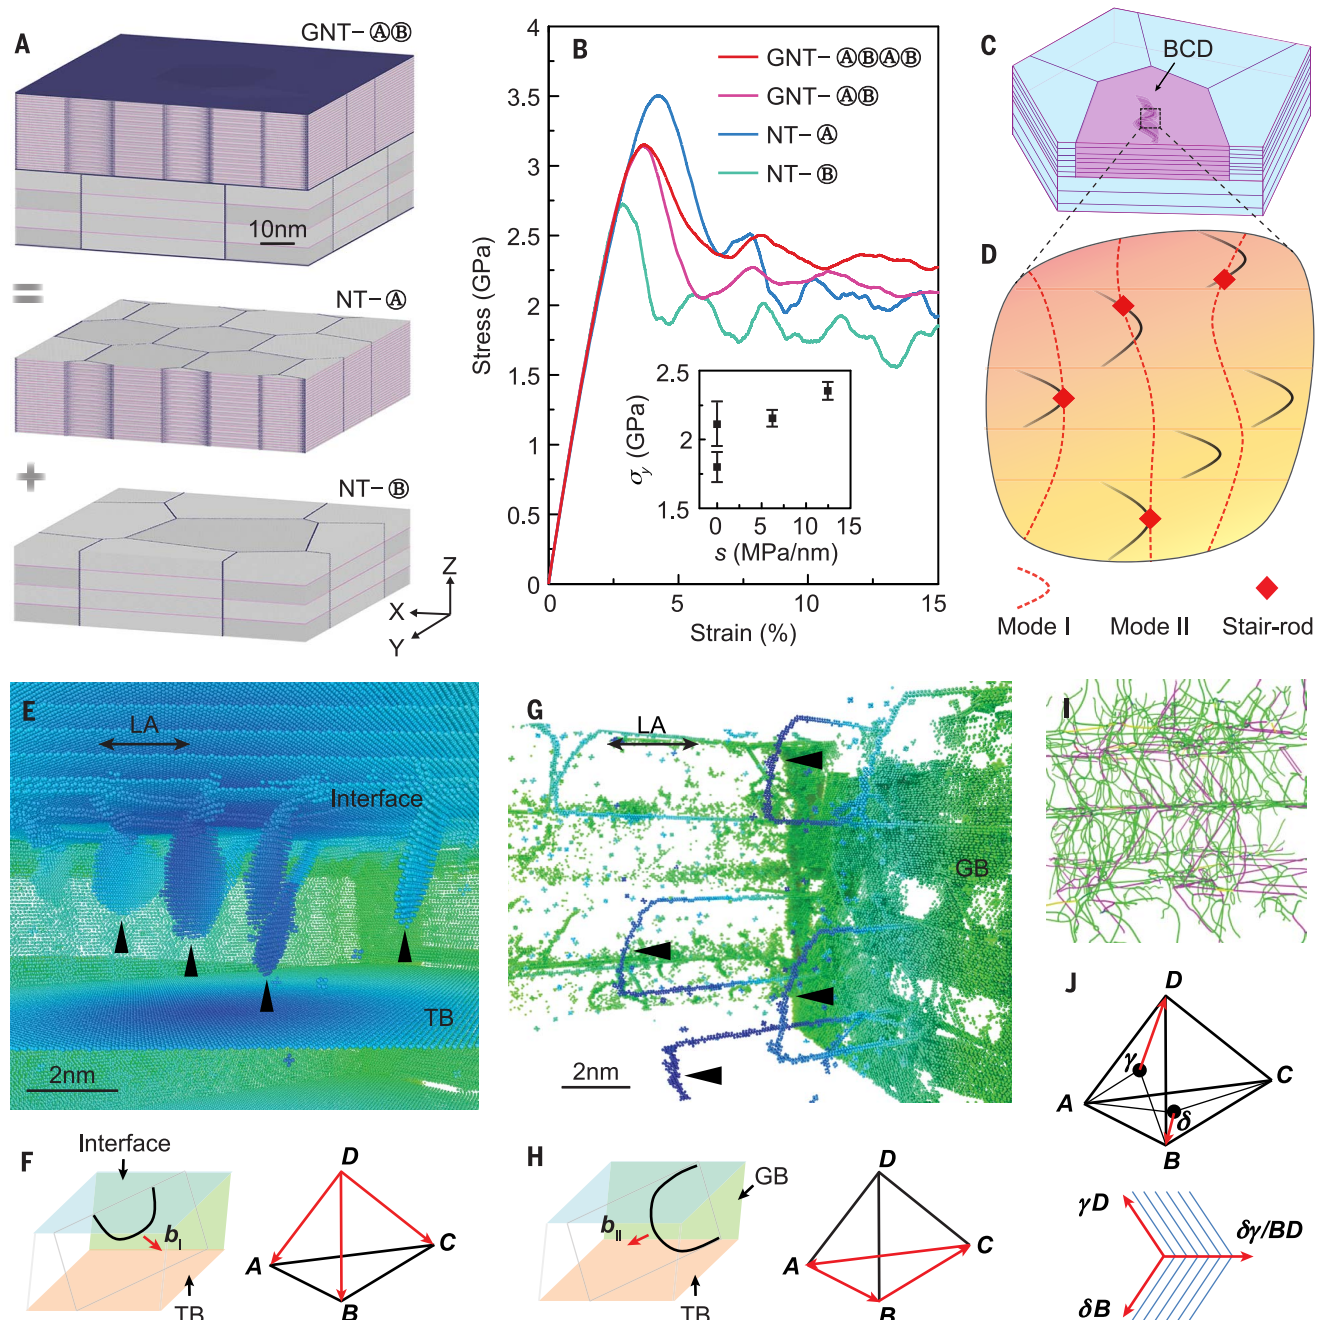 A
GNT–ⒶⒷ
10nm
NT–Ⓐ
NT–Ⓑ
Z
X
Y
B
4
3.5
3
2.5
2
1.5
1
0.5
0
Stress (GPa)
GNT–ⒶⒷⒶⒷ
GNT–ⒶⒷ
NT–Ⓐ
NT–Ⓑ
2.5
2
1.5
σy (GPa)
0 5 10 15
s (MPa/nm)
0 5 10 15
Strain (%)
C
BCD
D
Mode I
Mode II
Stair-rod
E
LA
Interface
TB
2nm
F
Interface
bI
TB
D
A
C
B
G
LA
GB
2nm
H
GB
bII
TB
D
A
C
B
I
J
D
γ
C
A
δ
B
γD
δγ/BD
δB